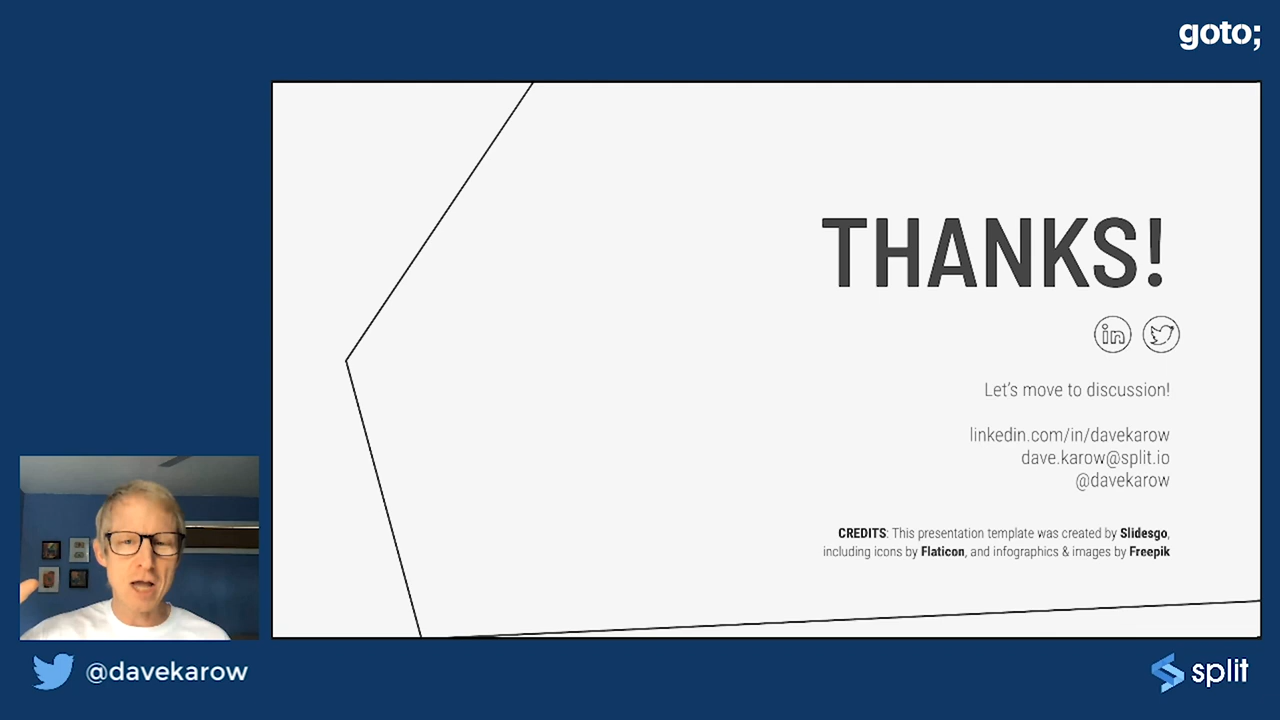 goto;
THANKS!
in
Let's move to discussion!
linkedin.com/in/davekarow
dave.karow@split.io
@davekarow
CREDITS: This presentation template was created by Slidesgo,
including icons by Flaticon, and infographics & images by Freepik
@davekarow
split